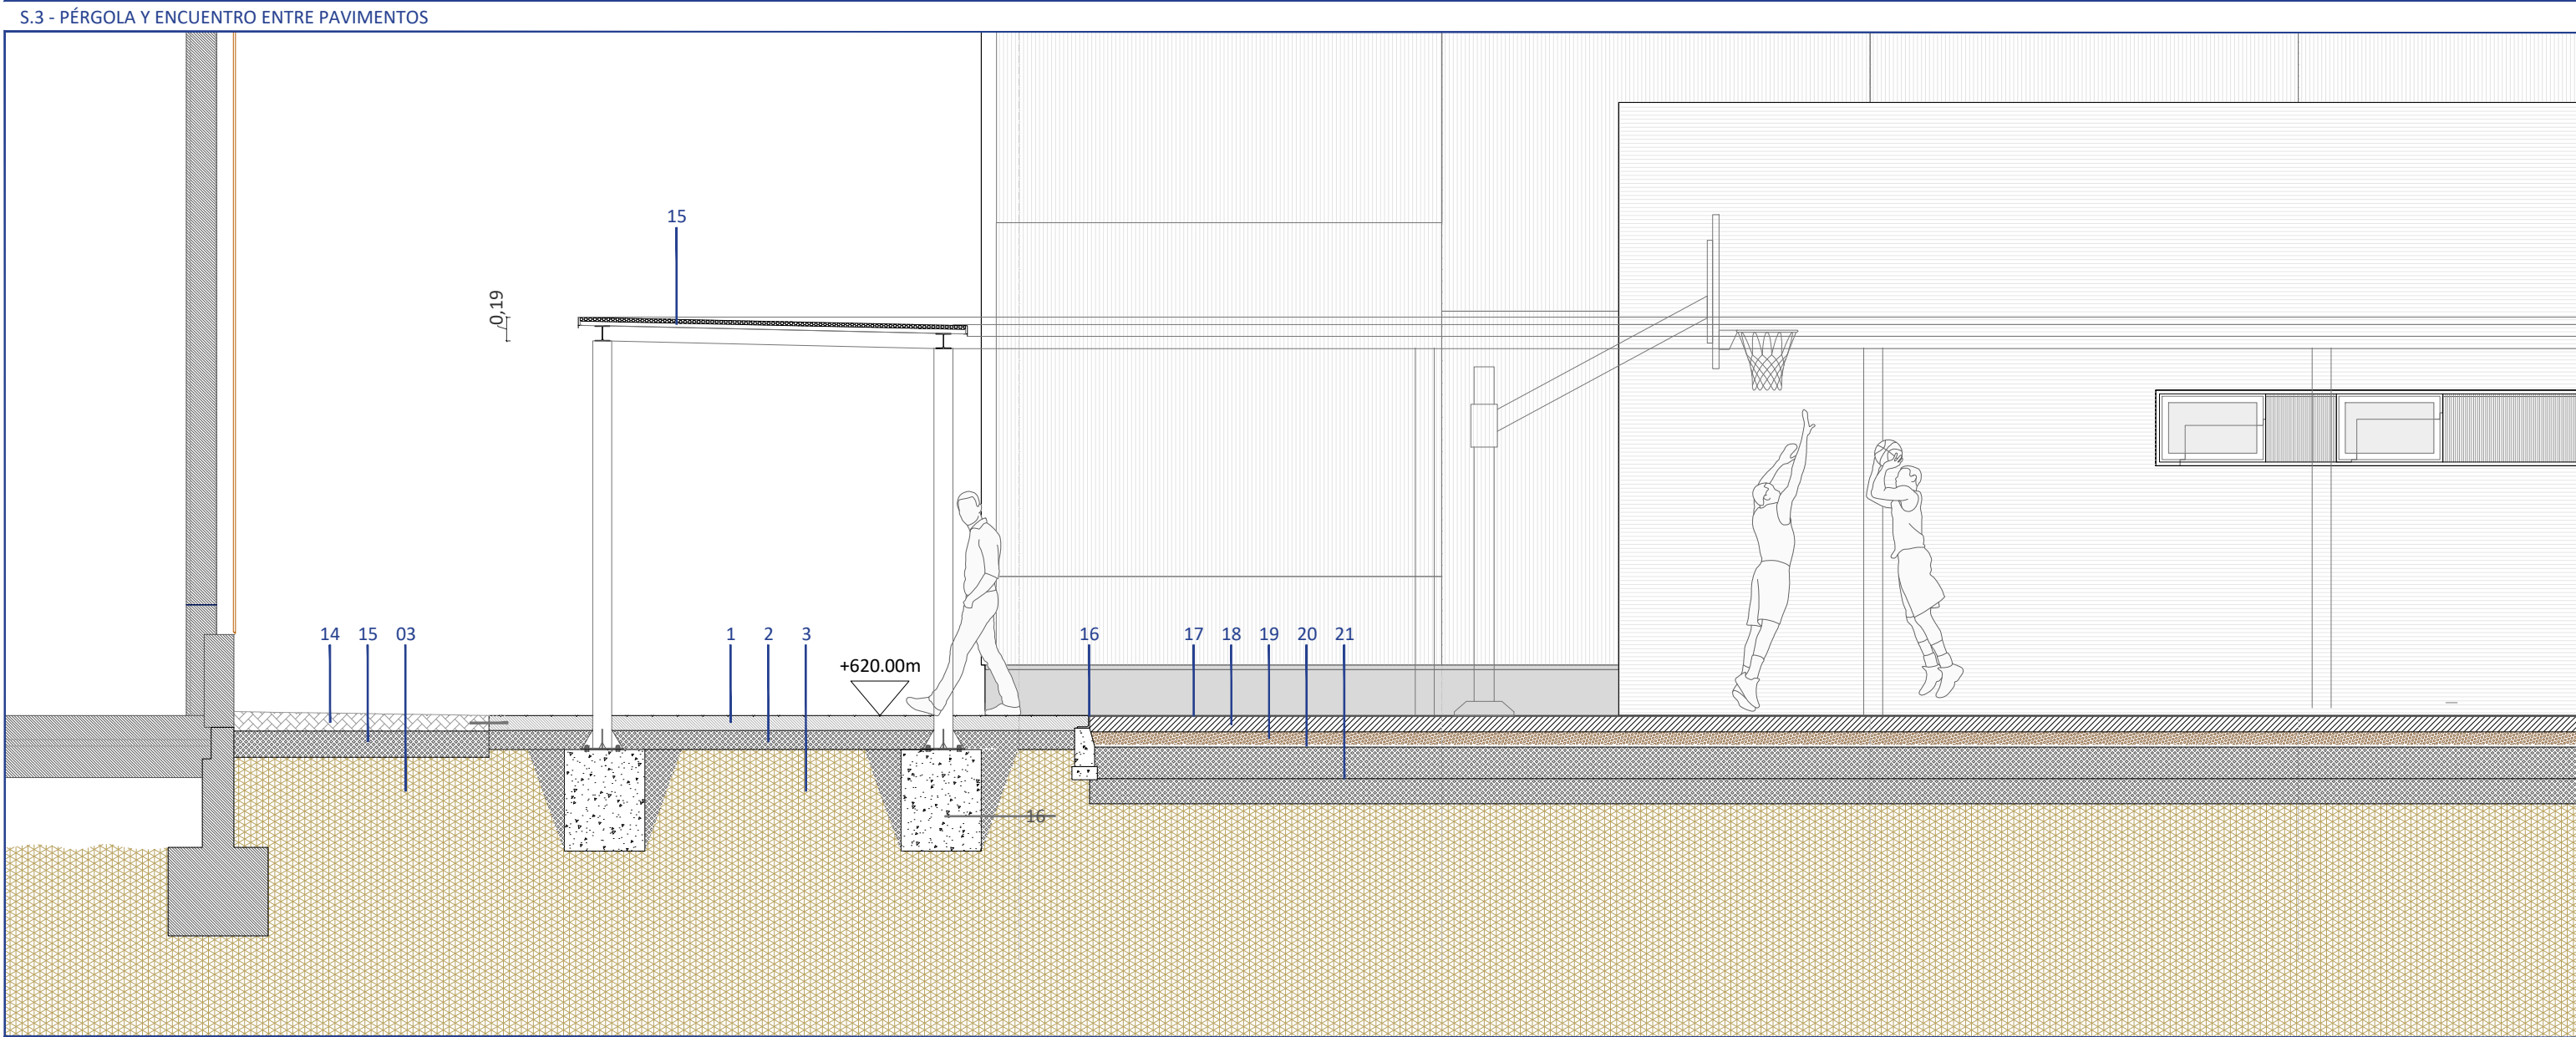 S.3 - PÉRGOLA Y ENCUENTRO ENTRE PAVIMENTOS
15
0,19
14 15 03 1 2 3 16 17 18 19 20 21
+620.00m
16